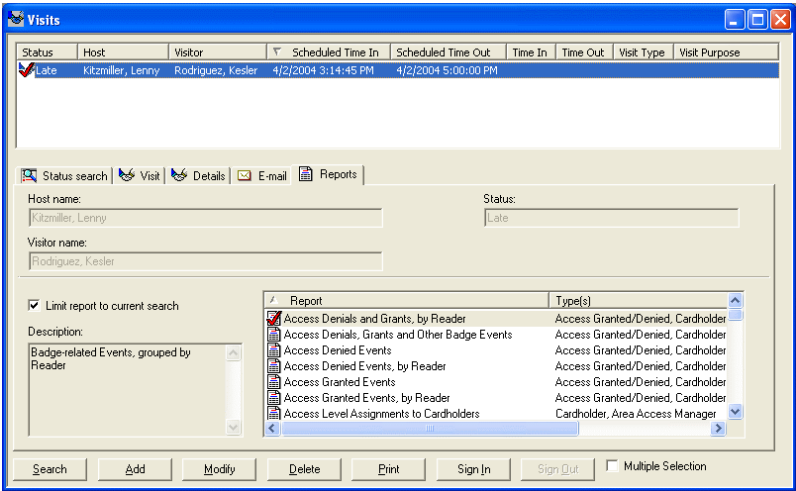 Visits
Status Host Visitor Scheduled Time In Scheduled Time Out Time In Time Out Visit Type Visit Purpose
Late Kitzmiller, Lenny Rodriguez, Kesler 4/2/2004 3:14:45 PM 4/2/2004 5:00:00 PM
Status search Visit Details E-mail Reports
Host name: Status:
Kitzmiller, Lenny Late
Visitor name:
Rodriguez, Kesler
Limit report to current search
Description:
Badge-related Events, grouped by
Reader
Report Type(s)
Access Denials and Grants, by Reader Access Granted/Denied, Cardholder
Access Denials, Grants and Other Badge Events Access Granted/Denied, Cardholder
Access Denied Events Access Granted/Denied, Cardholder
Access Denied Events, by Reader Access Granted/Denied, Cardholder
Access Granted Events Access Granted/Denied, Cardholder
Access Granted Events, by Reader Access Granted/Denied, Cardholder
Access Level Assignments to Cardholders Cardholder, Area Access Manager
Search Add Modify Delete Print Sign In Sign Out Multiple Selection